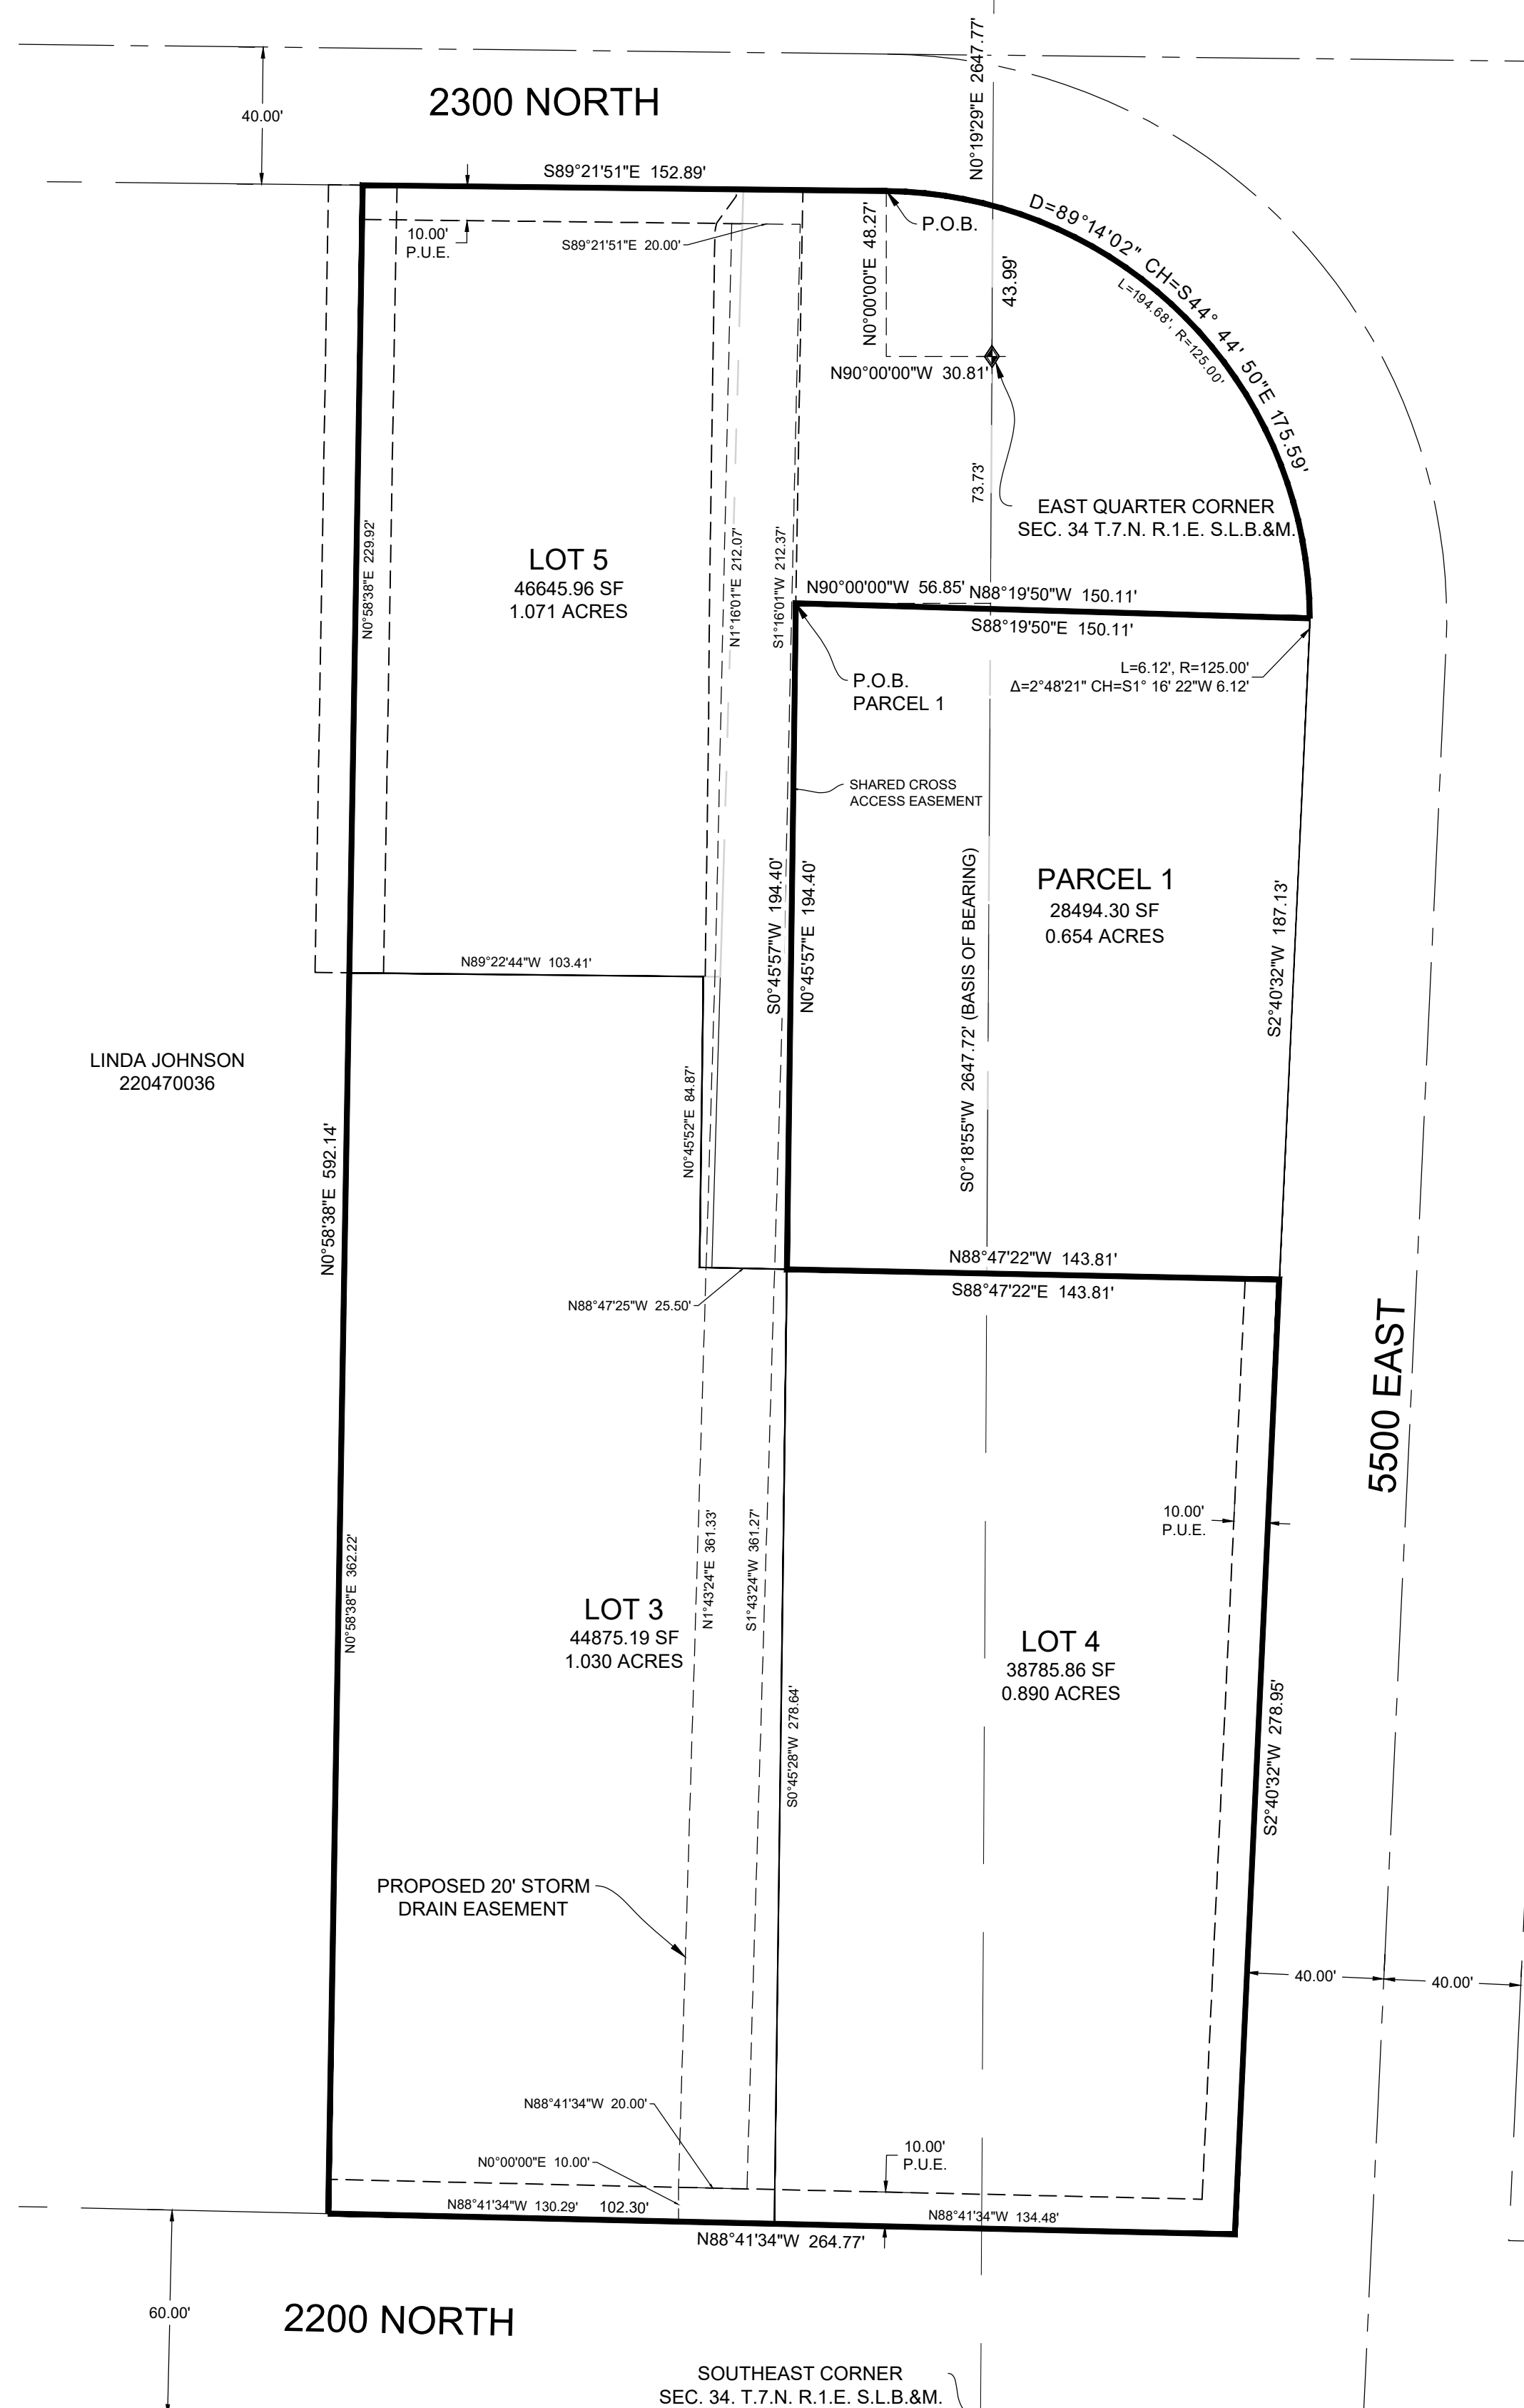 N0°19'29"E 2647.77'
40.00'
2300 NORTH
S89°21'51"E 152.89'
10.00'
P.U.E.
S89°21'51"E 20.00'
N0°00'00"E 48.27'
P.O.B.
43.99'
D=89°14'02" CH=S44° 44' 50"E 175.59'
L=194.68', R=125.00'
N90°00'00"W 30.81'
73.73'
EAST QUARTER CORNER
SEC. 34 T.7.N. R.1.E. S.L.B.&M.
N0°58'38"E 229.92'
LOT 5
46645.96 SF
1.071 ACRES
N1°16'01"E 212.07'
S1°16'01"W 212.37'
N90°00'00"W 56.85'
N88°19'50"W 150.11'
S88°19'50"E 150.11'
L=6.12', R=125.00'
Δ=2°48'21" CH=S1° 16' 22"W 6.12'
P.O.B.
PARCEL 1
SHARED CROSS
ACCESS EASEMENT
S0°45'57"W 194.40'
N0°45'57"E 194.40'
S0°18'55"W 2647.72' (BASIS OF BEARING)
PARCEL 1
28494.30 SF
0.654 ACRES
S2°40'32"W 187.13'
N89°22'44"W 103.41'
LINDA JOHNSON
220470036
N0°58'38"E 592.14'
N0°45'52"E 84.87'
N88°47'25"W 25.50'
N88°47'22"W 143.81'
S88°47'22"E 143.81'
5500 EAST
10.00'
P.U.E.
N0°58'38"E 362.22'
LOT 3
44875.19 SF
1.030 ACRES
N1°43'24"E 361.33'
S1°43'24"W 361.27'
S0°45'28"W 278.64'
LOT 4
38785.86 SF
0.890 ACRES
S2°40'32"W 278.95'
PROPOSED 20' STORM
DRAIN EASEMENT
40.00'
40.00'
N88°41'34"W 20.00'
N0°00'00"E 10.00'
10.00'
P.U.E.
N88°41'34"W 130.29'
102.30'
N88°41'34"W 134.48'
N88°41'34"W 264.77'
60.00'
2200 NORTH
SOUTHEAST CORNER
SEC. 34. T.7.N. R.1.E. S.L.B.&M.